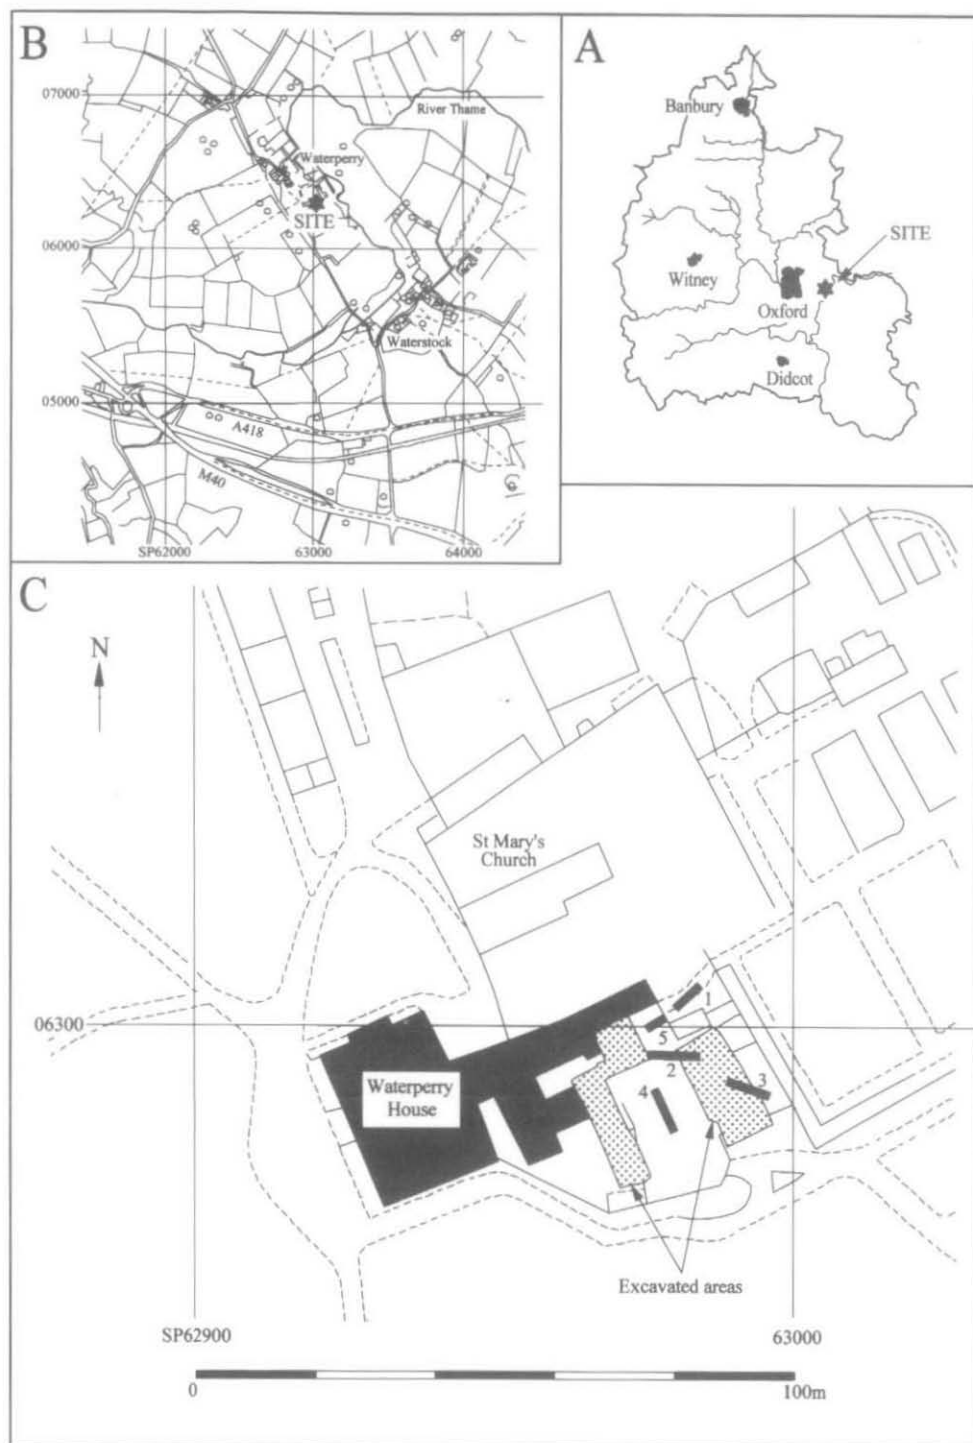 B
07000
River Thame
Waterperry
SITE
06000
Waterstock
05000
A418
M40
SP62000
63000
64000
A
Banbury
SITE
Witney
Oxford
Didcot
C
N
St Mary's
Church
06300
1
5
2
3
4
Waterperry
House
Excavated areas
SP62900
63000
0
100m